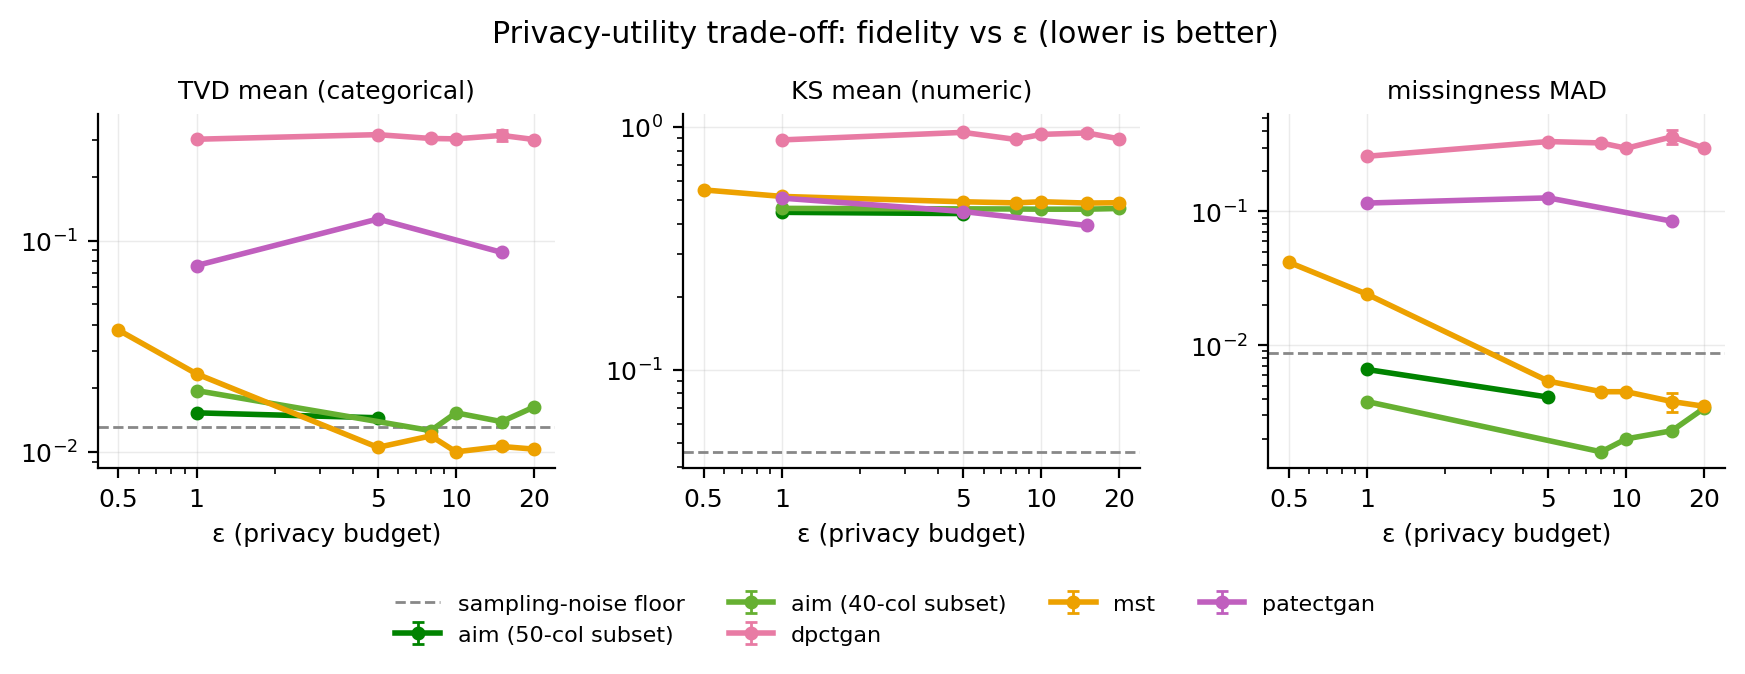 Privacy-utility trade-off: fidelity vs ε (lower is better)
TVD mean (categorical)
10⁻¹
10⁻²
0.5 1 5 10 20
ε (privacy budget)
KS mean (numeric)
10⁰
10⁻¹
0.5 1 5 10 20
ε (privacy budget)
missingness MAD
10⁻¹
10⁻²
0.5 1 5 10 20
ε (privacy budget)
sampling-noise floor
aim (50-col subset)
aim (40-col subset)
dpctgan
mst
patectgan